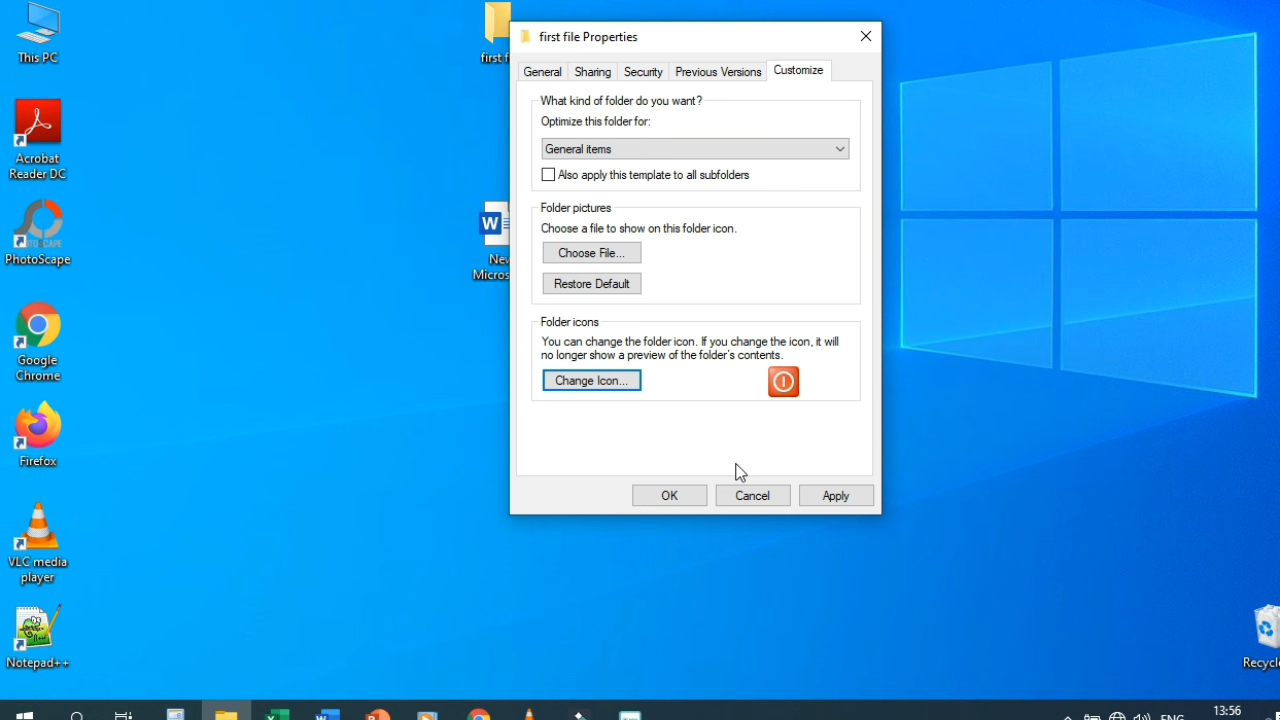 This PC
Acrobat
Reader DC
PhotoScape
Google
Chrome
Firefox
VLC media
player
Notepad++
first f
W
New
Micros
first file Properties
General
Sharing
Security
Previous Versions
Customize
What kind of folder do you want?
Optimize this folder for:
General items
Also apply this template to all subfolders
Folder pictures
Choose a file to show on this folder icon.
Choose File...
Restore Default
Folder icons
You can change the folder icon. If you change the icon, it will
no longer show a preview of the folder's contents.
Change Icon...
OK
Cancel
Apply
Recycle
13:56
ENG